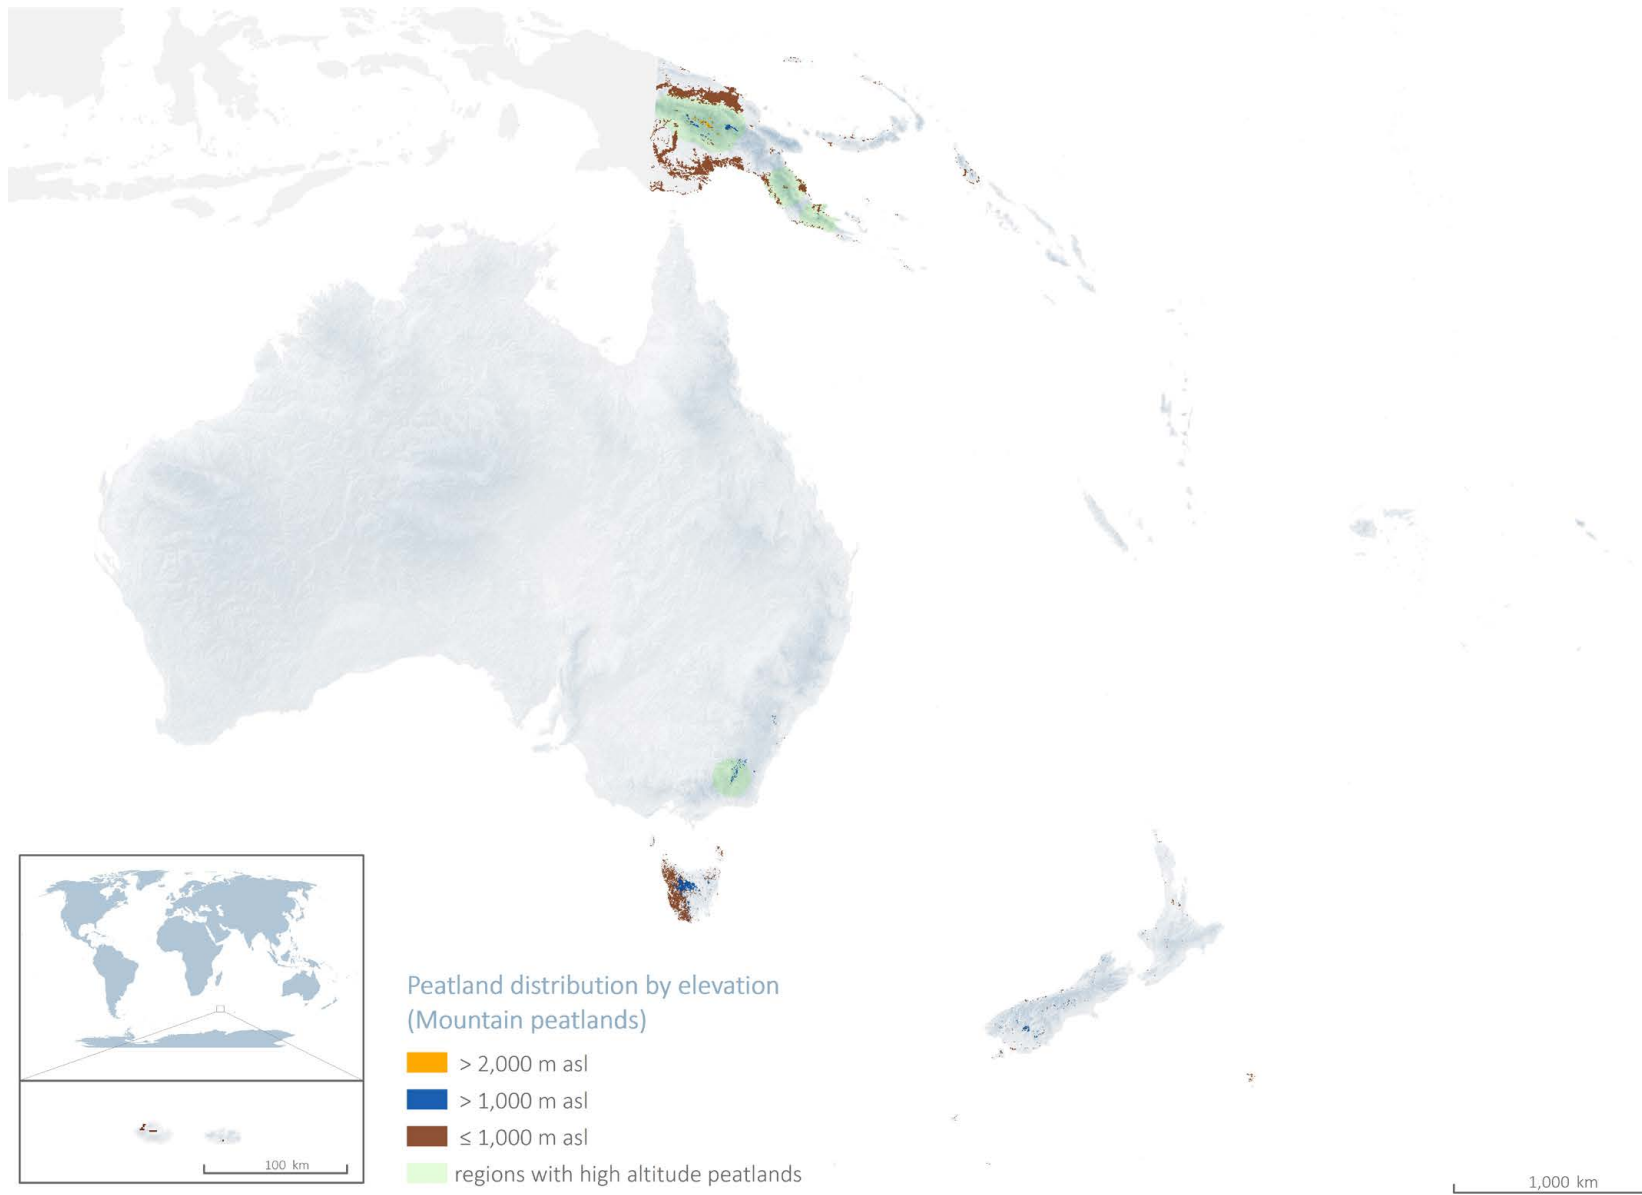 Peatland distribution by elevation
(Mountain peatlands)
> 2,000 m asl
> 1,000 m asl
≤ 1,000 m asl
regions with high altitude peatlands
100 km
1,000 km